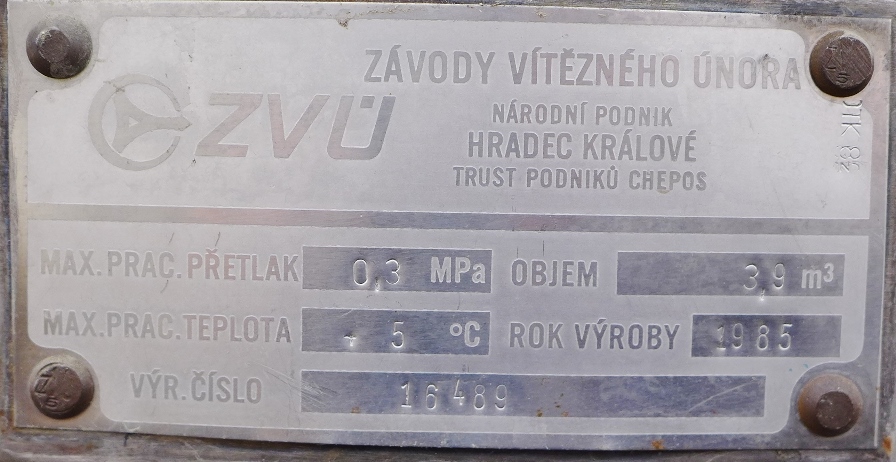 ZÁVODY VÍTĚZNÉHO ÚNORA
ZVÚ
NÁRODNÍ PODNIK
HRADEC KRÁLOVÉ
TRUST PODNIKŮ CHEPOS
MAX. PRAC. PŘETLAK 0,3 MPa OBJEM 3,9 m³
MAX. PRAC. TEPLOTA 5 °C ROK VÝROBY 1985
VÝR. ČÍSLO 16489